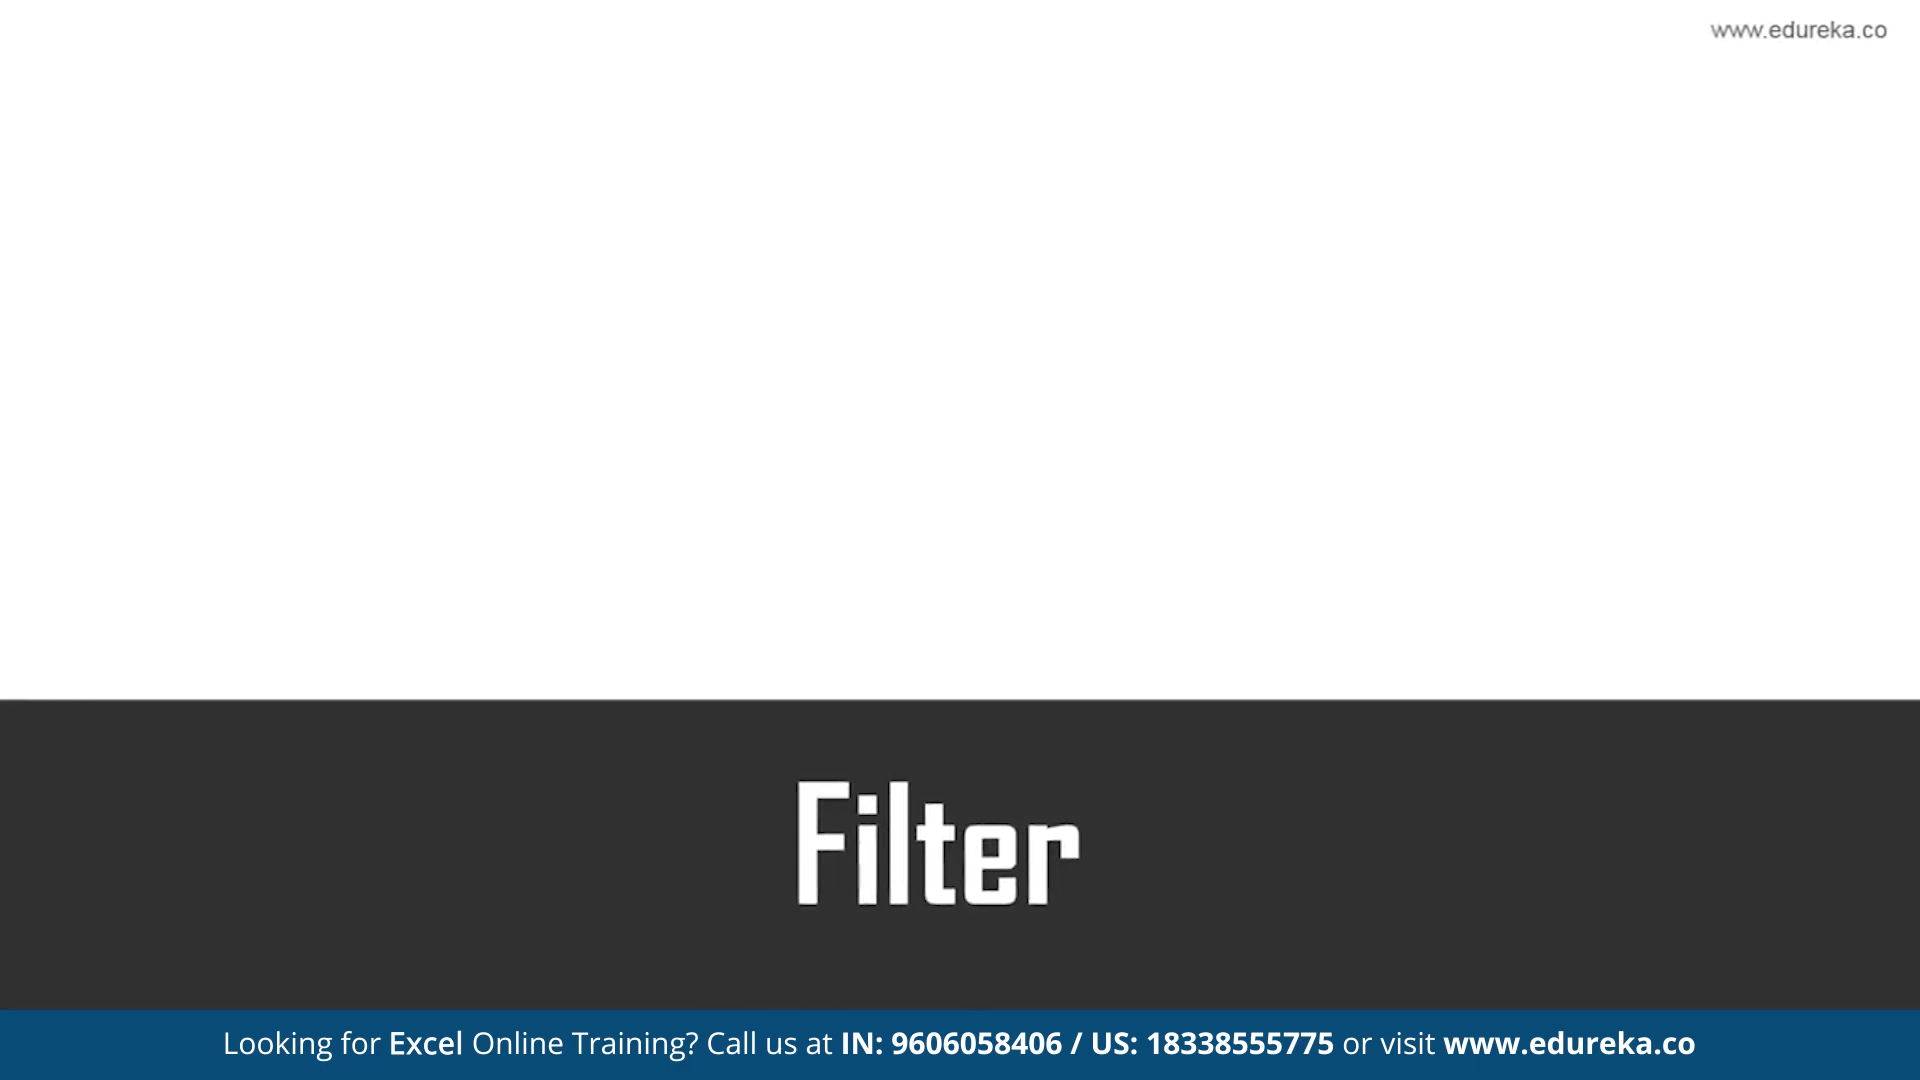 www.edureka.co
Filter
Looking for Excel Online Training? Call us at IN: 9606058406 / US: 18338555775 or visit www.edureka.co